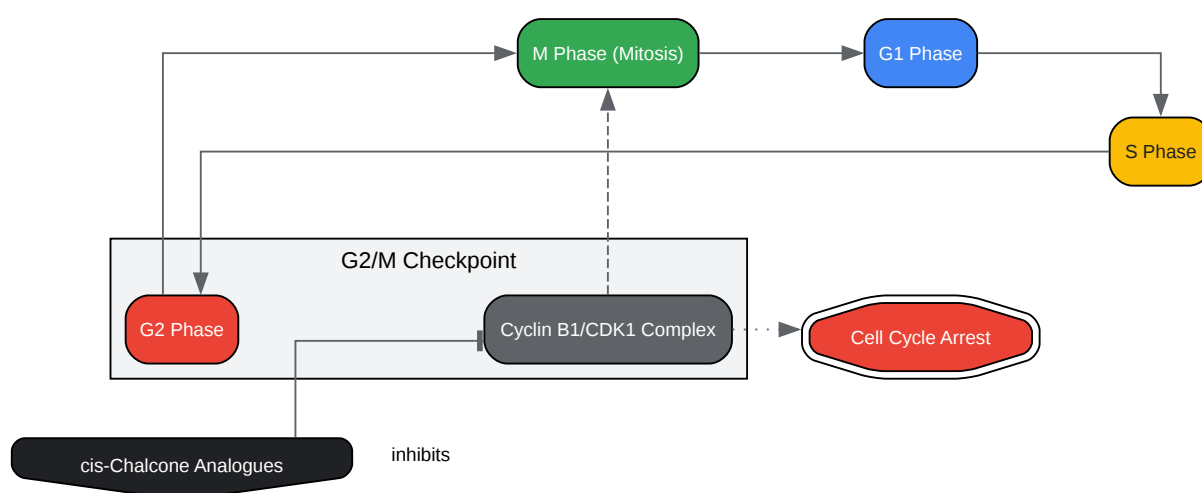 M Phase (Mitosis)
G1 Phase
S Phase
G2/M Checkpoint
G2 Phase
Cyclin B1/CDK1 Complex
Cell Cycle Arrest
cis-Chalcone Analogues
inhibits